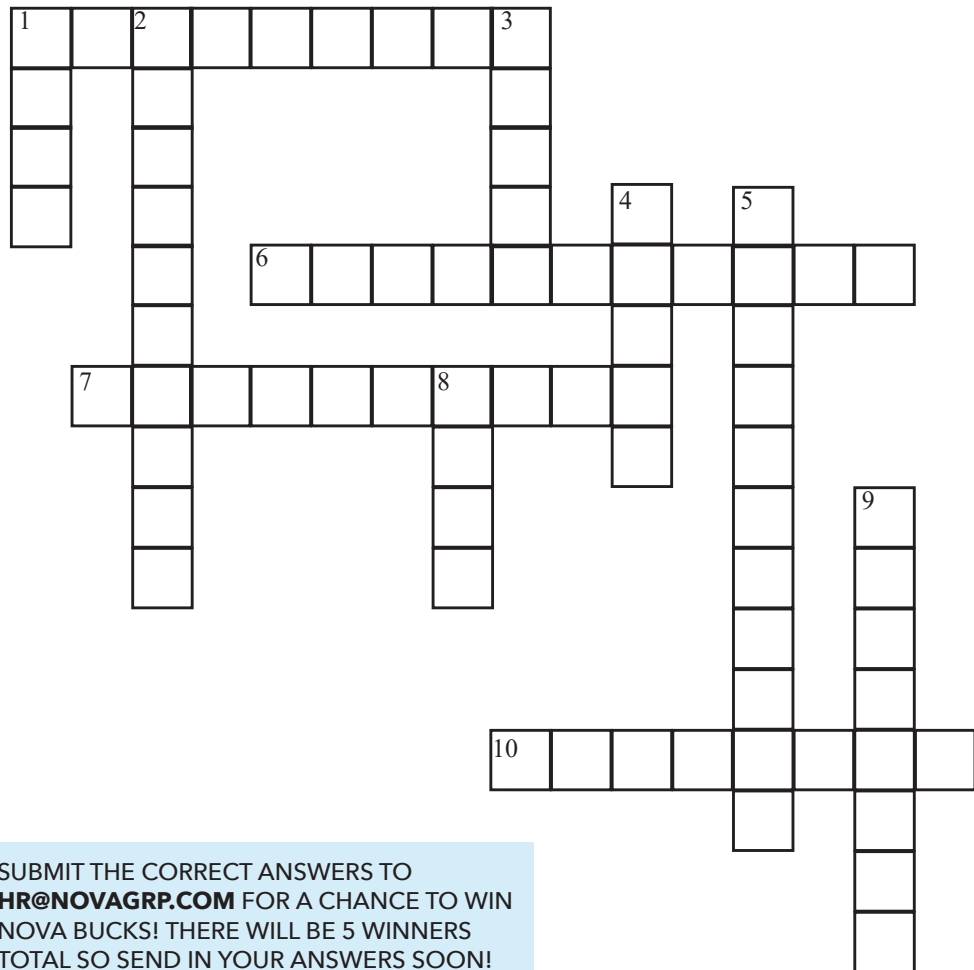 1 2 3
4 5
6
7 8
9
10
SUBMIT THE CORRECT ANSWERS TO
HR@NOVAGRP.COM FOR A CHANCE TO WIN
NOVA BUCKS! THERE WILL BE 5 WINNERS
TOTAL SO SEND IN YOUR ANSWERS SOON!